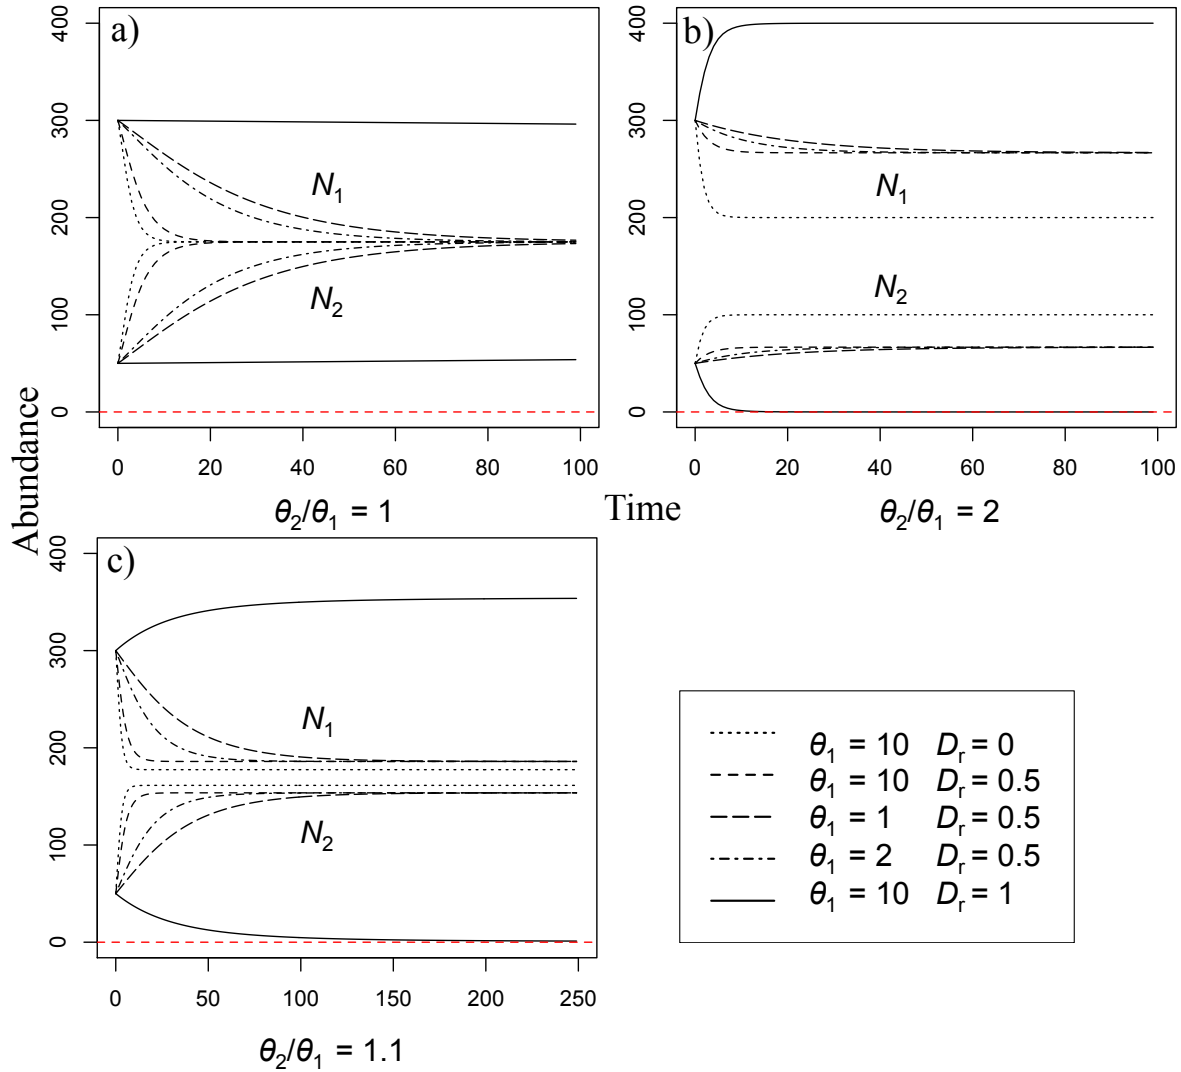 a)
400
300
200
100
0
N1
N2
0 20 40 60 80 100
θ2/θ1 = 1
b)
400
300
200
100
0
N1
N2
0 20 40 60 80 100
θ2/θ1 = 2
Abundance
Time
c)
400
300
200
100
0
N1
N2
0 50 100 150 200 250
θ2/θ1 = 1.1
θ1 = 10 Dr = 0
θ1 = 10 Dr = 0.5
θ1 = 1 Dr = 0.5
θ1 = 2 Dr = 0.5
θ1 = 10 Dr = 1